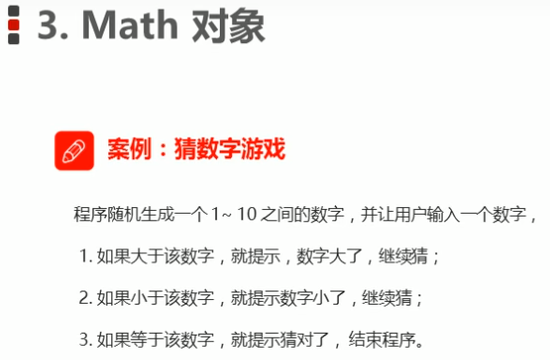 3. Math 对象
案例：猜数字游戏
程序随机生成一个 1~ 10 之间的数字，并让用户输入一个数字，
1. 如果大于该数字，就提示，数字大了，继续猜；
2. 如果小于该数字，就提示数字小了，继续猜；
3. 如果等于该数字，就提示猜对了， 结束程序。